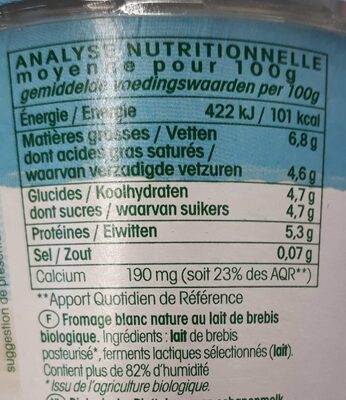 ANALYSE NUTRITIONNELLE
moyenne pour 100g
gemiddelde voedingswaarden per 100g
Énergie / Energie 422 kJ / 101 kcal
Matières grasses / Vetten 6,8 g
dont acides gras saturés /
waarvan verzadigde vetzuren 4,6 g
Glucides / Koolhydraten 4,7 g
dont sucres / waarvan suikers 4,7 g
Protéines / Eiwitten 5,3 g
Sel / Zout 0,07 g
Calcium 190 mg (soit 23% des AQR**)
**Apport Quotidien de Référence
F Fromage blanc nature au lait de brebis
biologique. Ingrédients : lait de brebis
pasteurisé*, ferments lactiques sélectionnés (lait).
Contient plus de 82% d'humidité
*Issu de l'agriculture biologique.
suggestion de